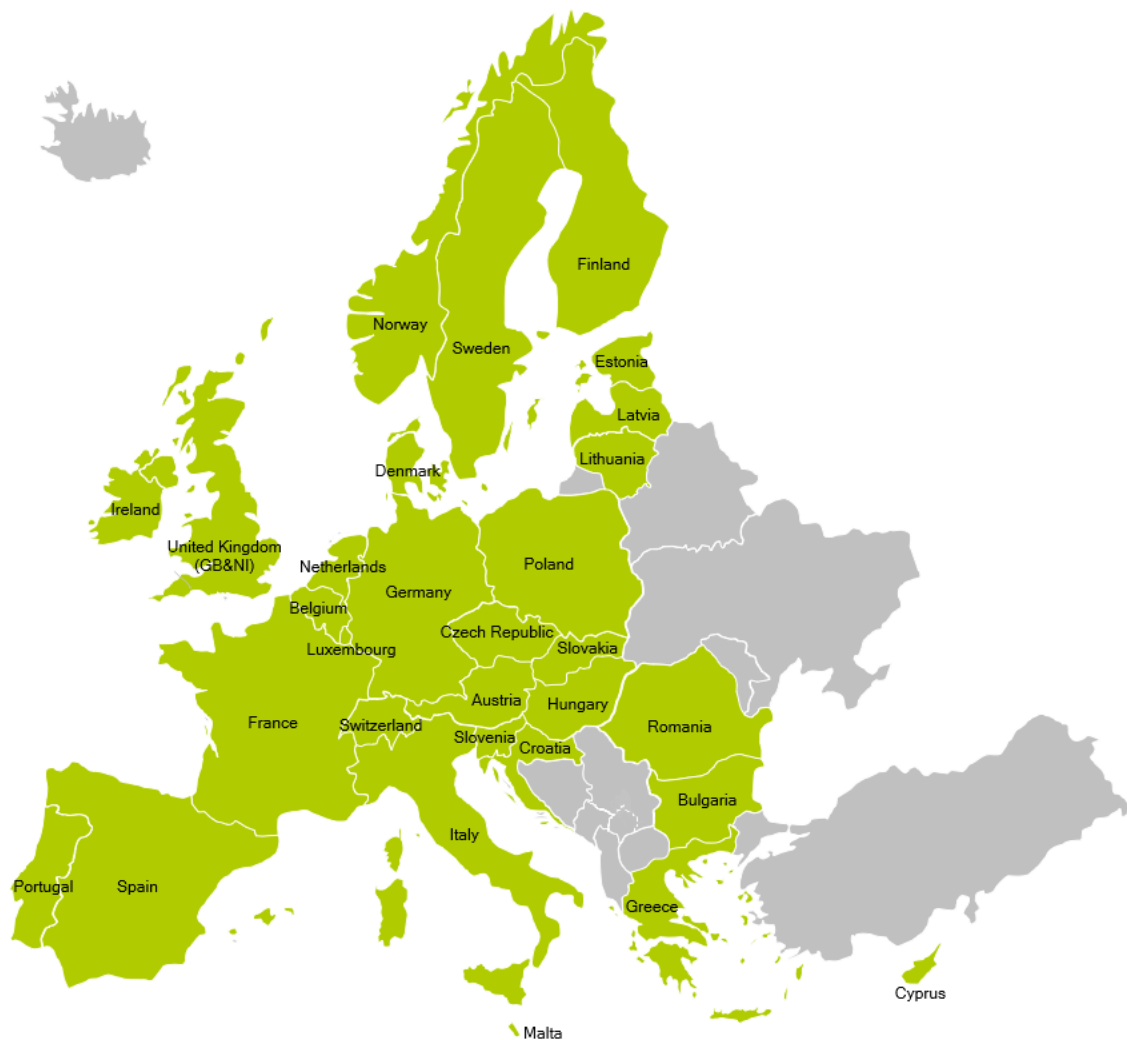 Finland
Norway
Sweden
Estonia
Latvia
Lithuania
Denmark
Ireland
United Kingdom
(GB&NI)
Netherlands
Poland
Germany
Belgium
Czech Republic
Luxembourg
Slovakia
Austria
Hungary
France
Switzerland
Romania
Slovenia
Croatia
Bulgaria
Italy
Portugal
Spain
Greece
Cyprus
Malta